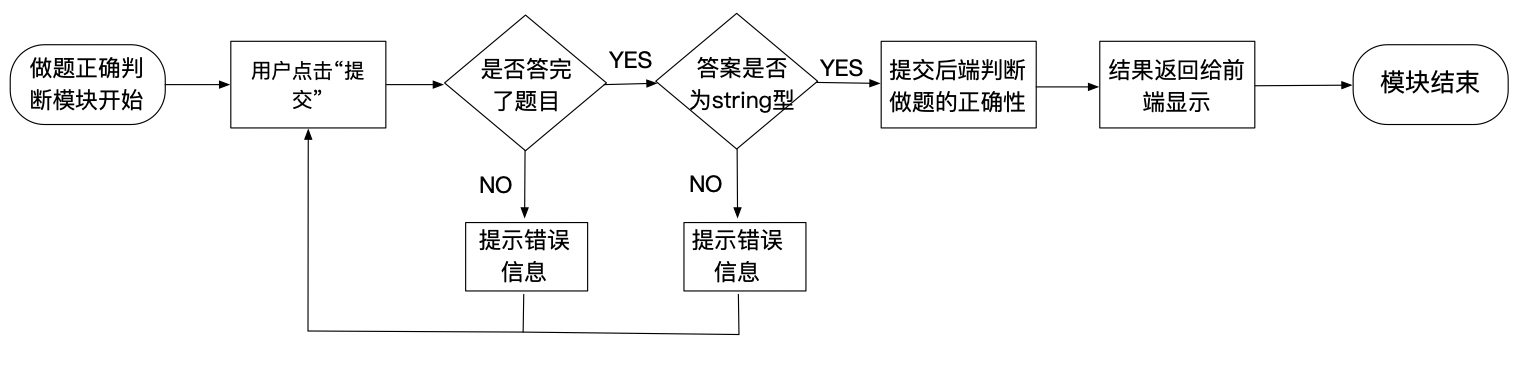 做题正确判
断模块开始
用户点击“提
交”
是否答完
了题目
YES
答案是否
为string型
YES
提交后端判断
做题的正确性
结果返回给前
端显示
模块结束
NO
NO
提示错误
信息
提示错误
信息